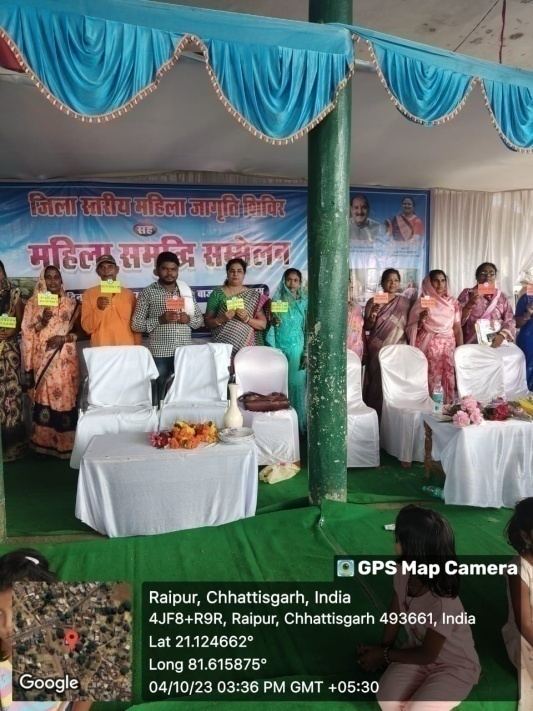 जिला स्तरीय महिला जागृति शिविर
सह
महिला समृद्धि सम्मेलन
GPS Map Camera
Raipur, Chhattisgarh, India
4JF8+R9R, Raipur, Chhattisgarh 493661, India
Lat 21.124662°
Long 81.615875°
04/10/23 03:36 PM GMT +05:30
Google